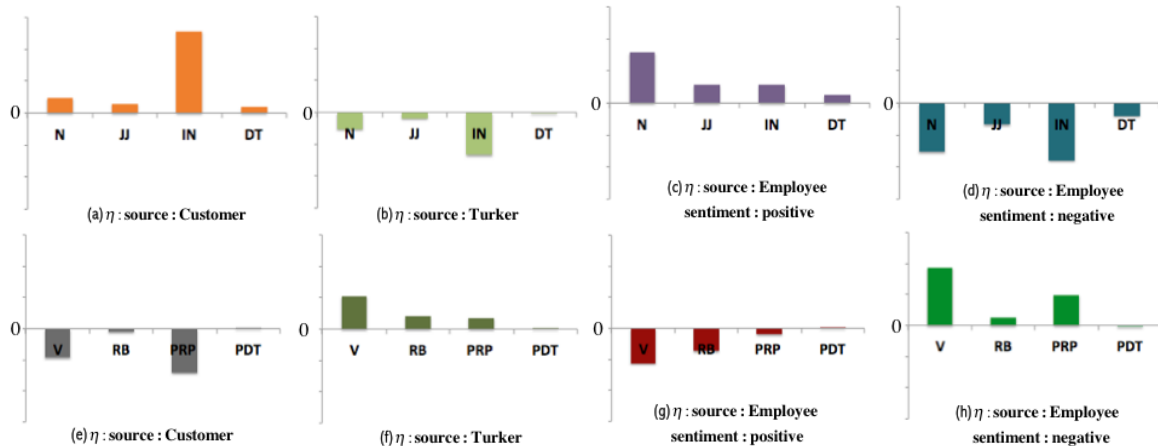 0
N JJ IN DT
(a) η : source : Customer
0
N JJ IN DT
(b) η : source : Turker
0
N JJ IN DT
(c) η : source : Employee
sentiment : positive
0
N JJ IN DT
(d) η : source : Employee
sentiment : negative
0
V RB PRP PDT
(e) η : source : Customer
0
V RB PRP PDT
(f) η : source : Turker
0
V RB PRP PDT
(g) η : source : Employee
sentiment : positive
0
V RB PRP PDT
(h) η : source : Employee
sentiment : negative